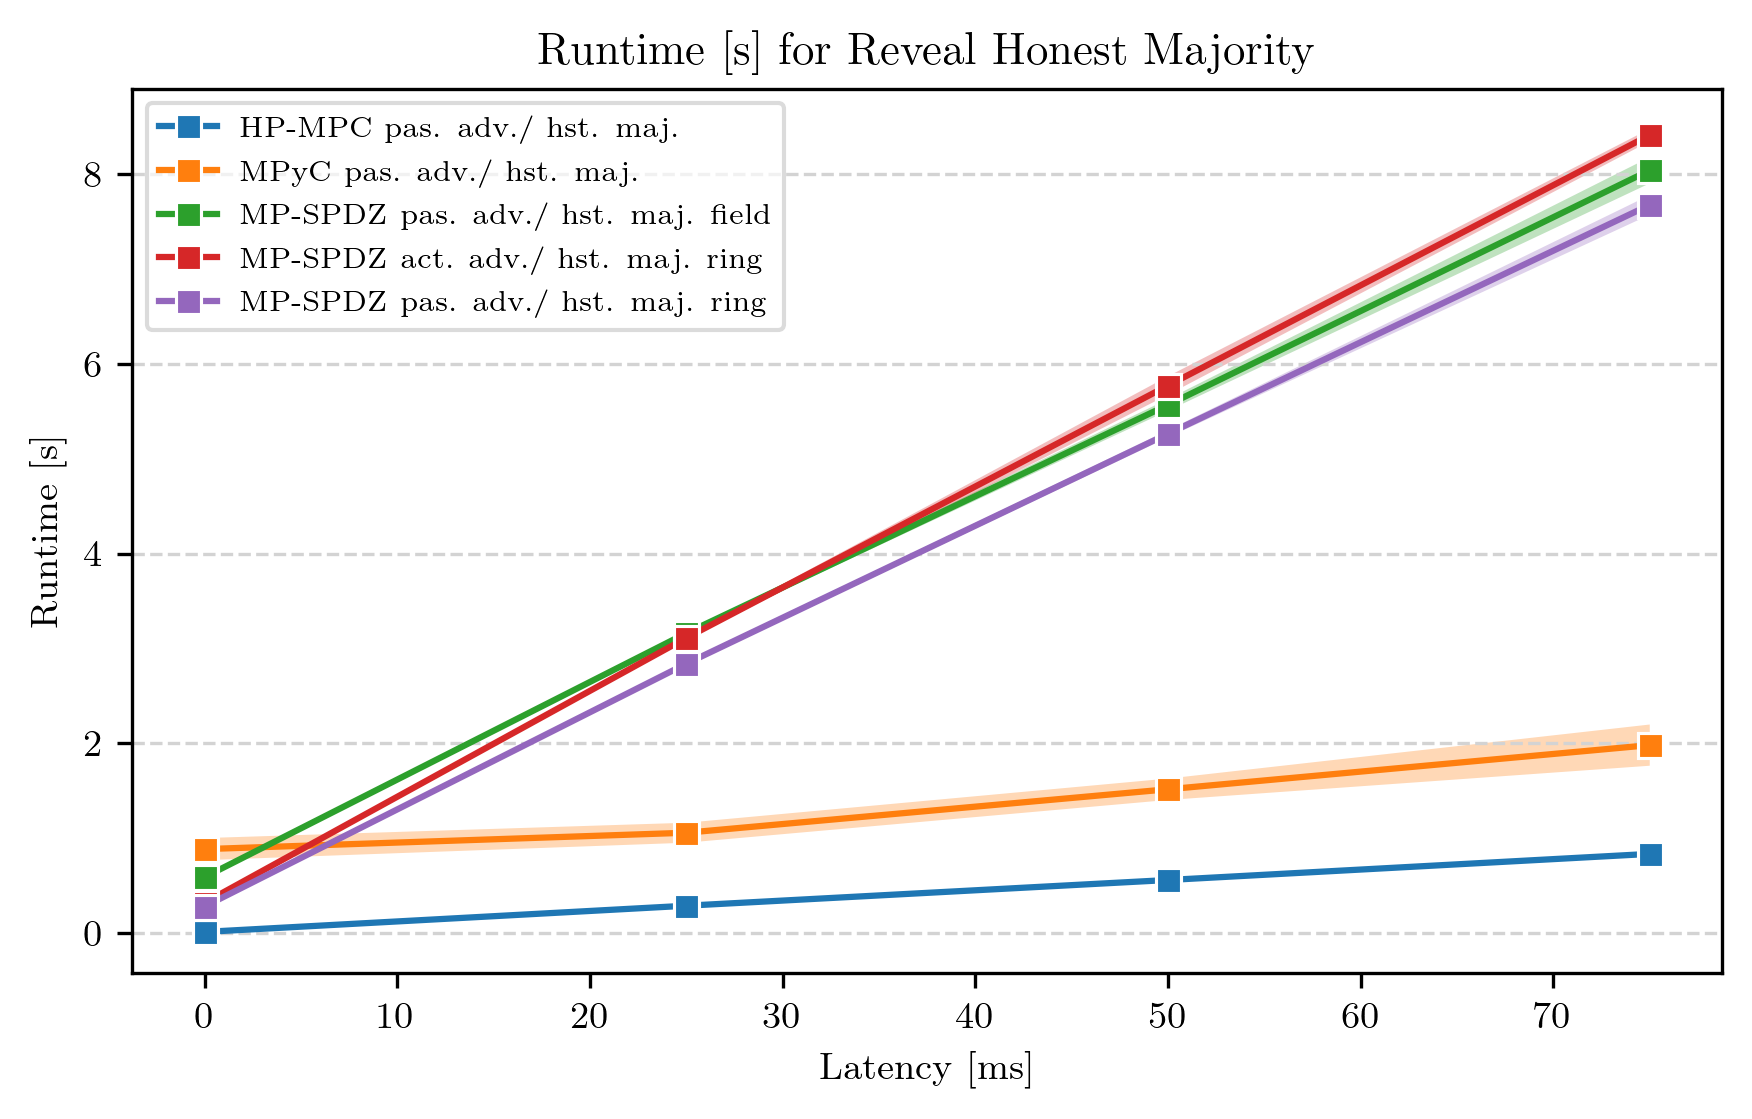 Runtime [s] for Reveal Honest Majority
HP-MPC pas. adv./ hst. maj.
MPyC pas. adv./ hst. maj.
MP-SPDZ pas. adv./ hst. maj. field
MP-SPDZ act. adv./ hst. maj. ring
MP-SPDZ pas. adv./ hst. maj. ring
8
6
4
2
0
Runtime [s]
0 10 20 30 40 50 60 70
Latency [ms]